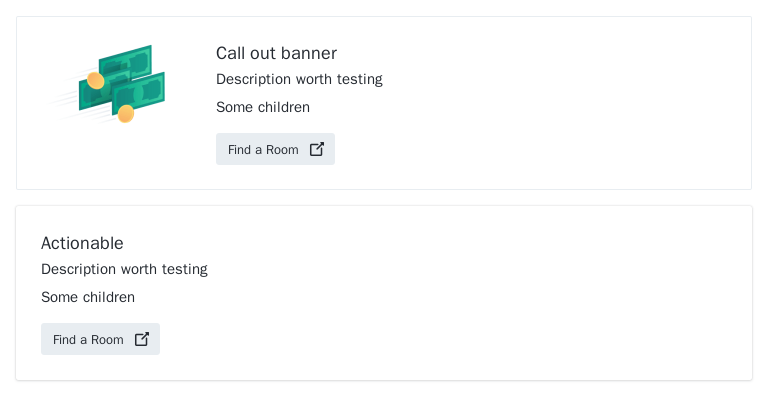 Call out banner
Description worth testing
Some children
Find a Room
Actionable
Description worth testing
Some children
Find a Room